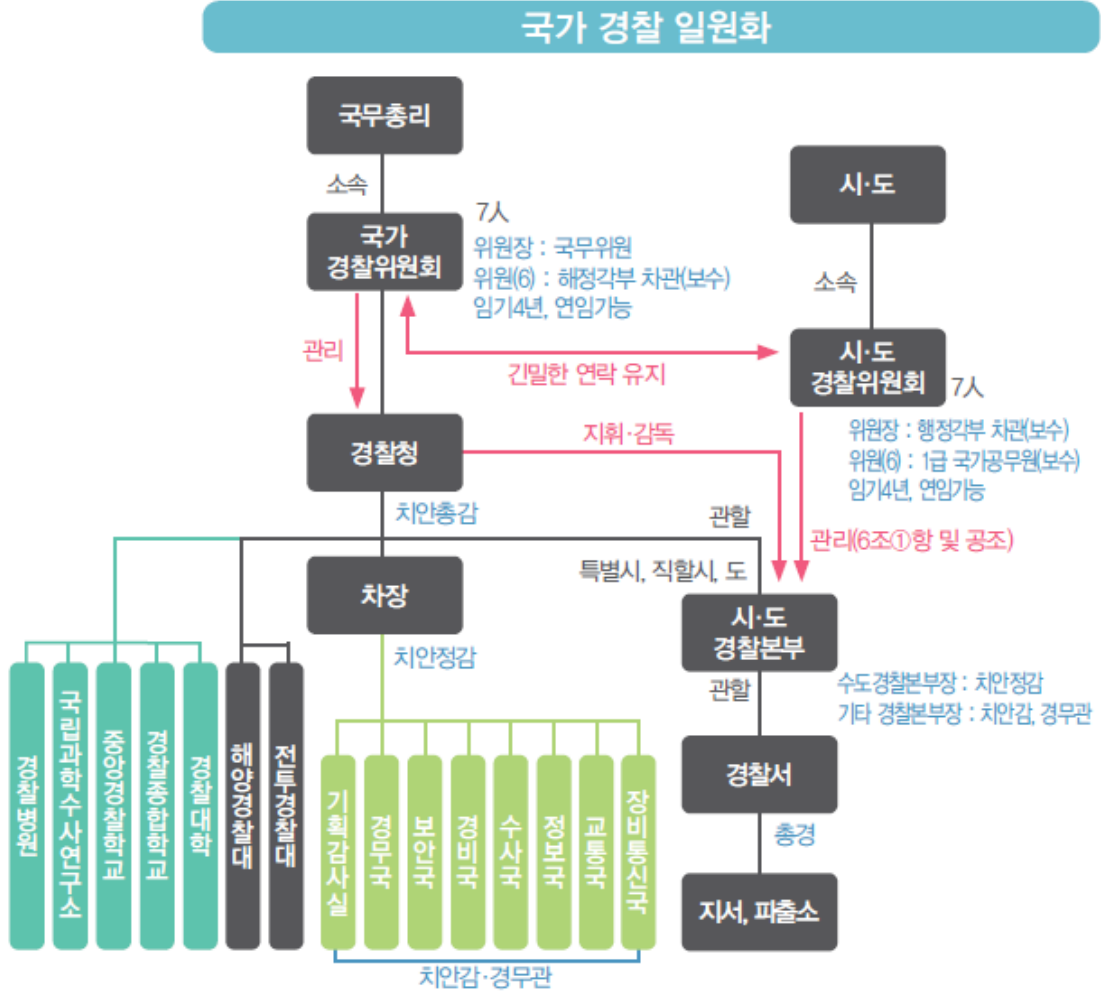 국가 경찰 일원화
국무총리
소속
국가
경찰위원회
7人
위원장 : 국무위원
위원(6) : 해정각부 차관(보수)
임기4년, 연임가능
시·도
소속
시·도
경찰위원회
7人
위원장 : 행정각부 차관(보수)
위원(6) : 1급 국가공무원(보수)
임기4년, 연임가능
관리
긴밀한 연락 유지
경찰청
지휘·감독
치안총감
관할
관리(6조①항 및 공조)
특별시, 직할시, 도
차장
치안정감
시·도
경찰본부
수도경찰본부장 : 치안정감
기타 경찰본부장 : 치안감, 경무관
관할
경찰서
총경
지서, 파출소
경찰병원
국립과학수사연구소
중앙경찰학교
경찰종합학교
경찰대학
해양경찰대
전투경찰대
기획감사실
경무국
보안국
경비국
수사국
정보국
교통국
장비통신국
치안감·경무관